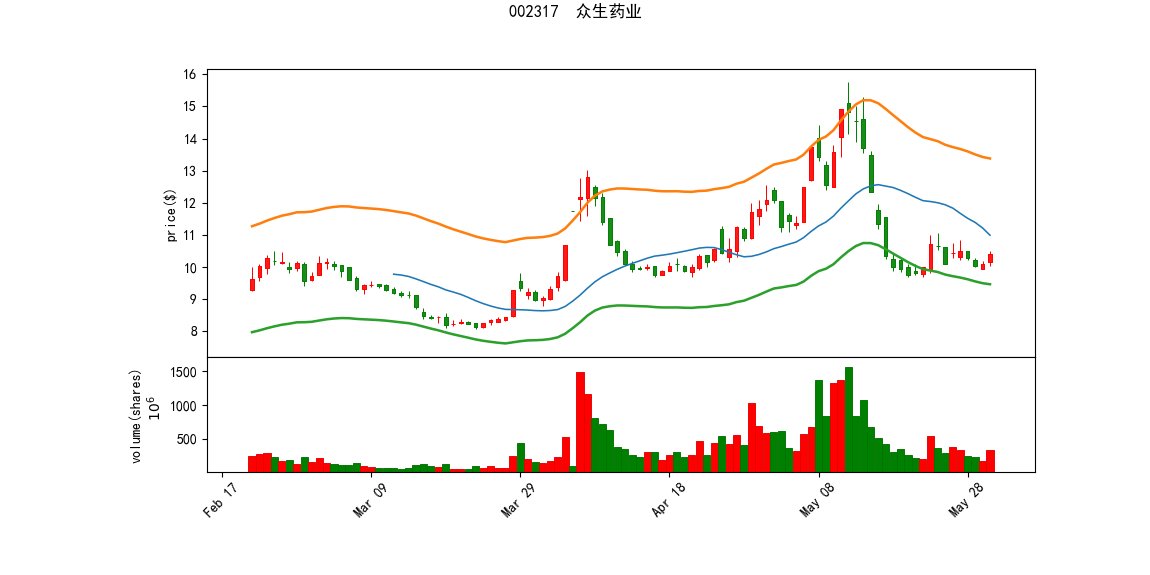 002317  众生药业
price($)
16
15
14
13
12
11
10
9
8
volume(shares)
10^6
1500
1000
500
Feb 17
Mar 09
Mar 29
Apr 18
May 08
May 28